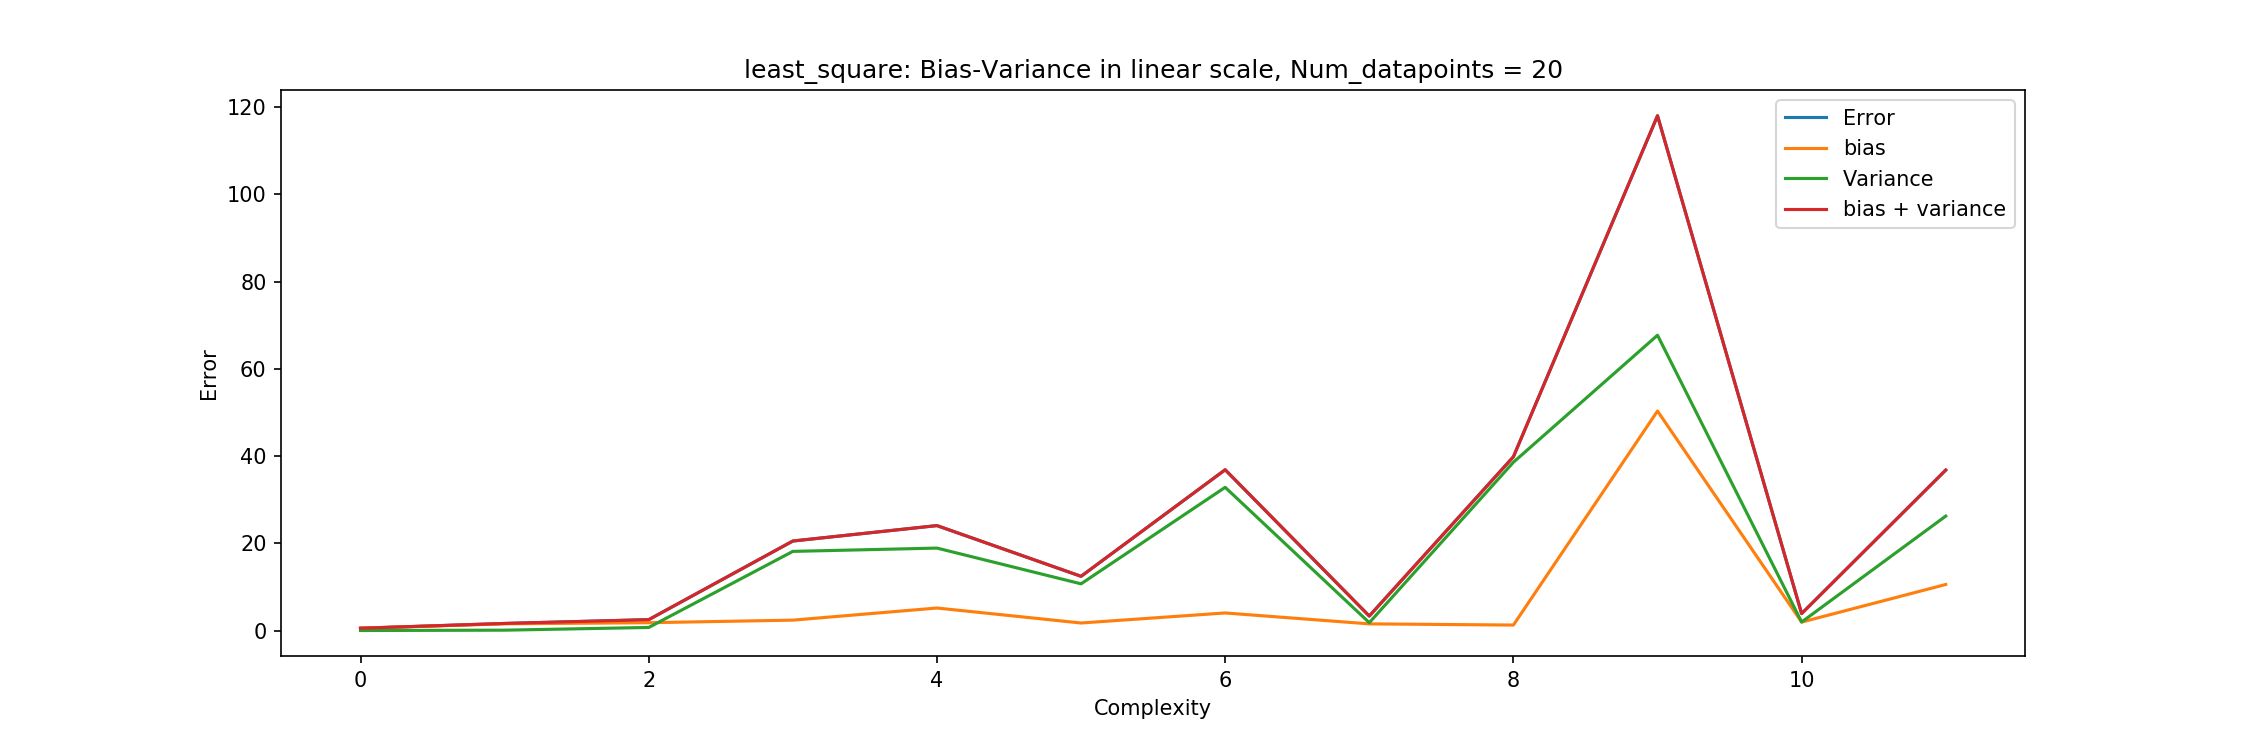 least_square: Bias-Variance in linear scale, Num_datapoints = 20
120
100
80
60
40
20
0
Error
Error
bias
Variance
bias + variance
0 2 4 6 8 10
Complexity